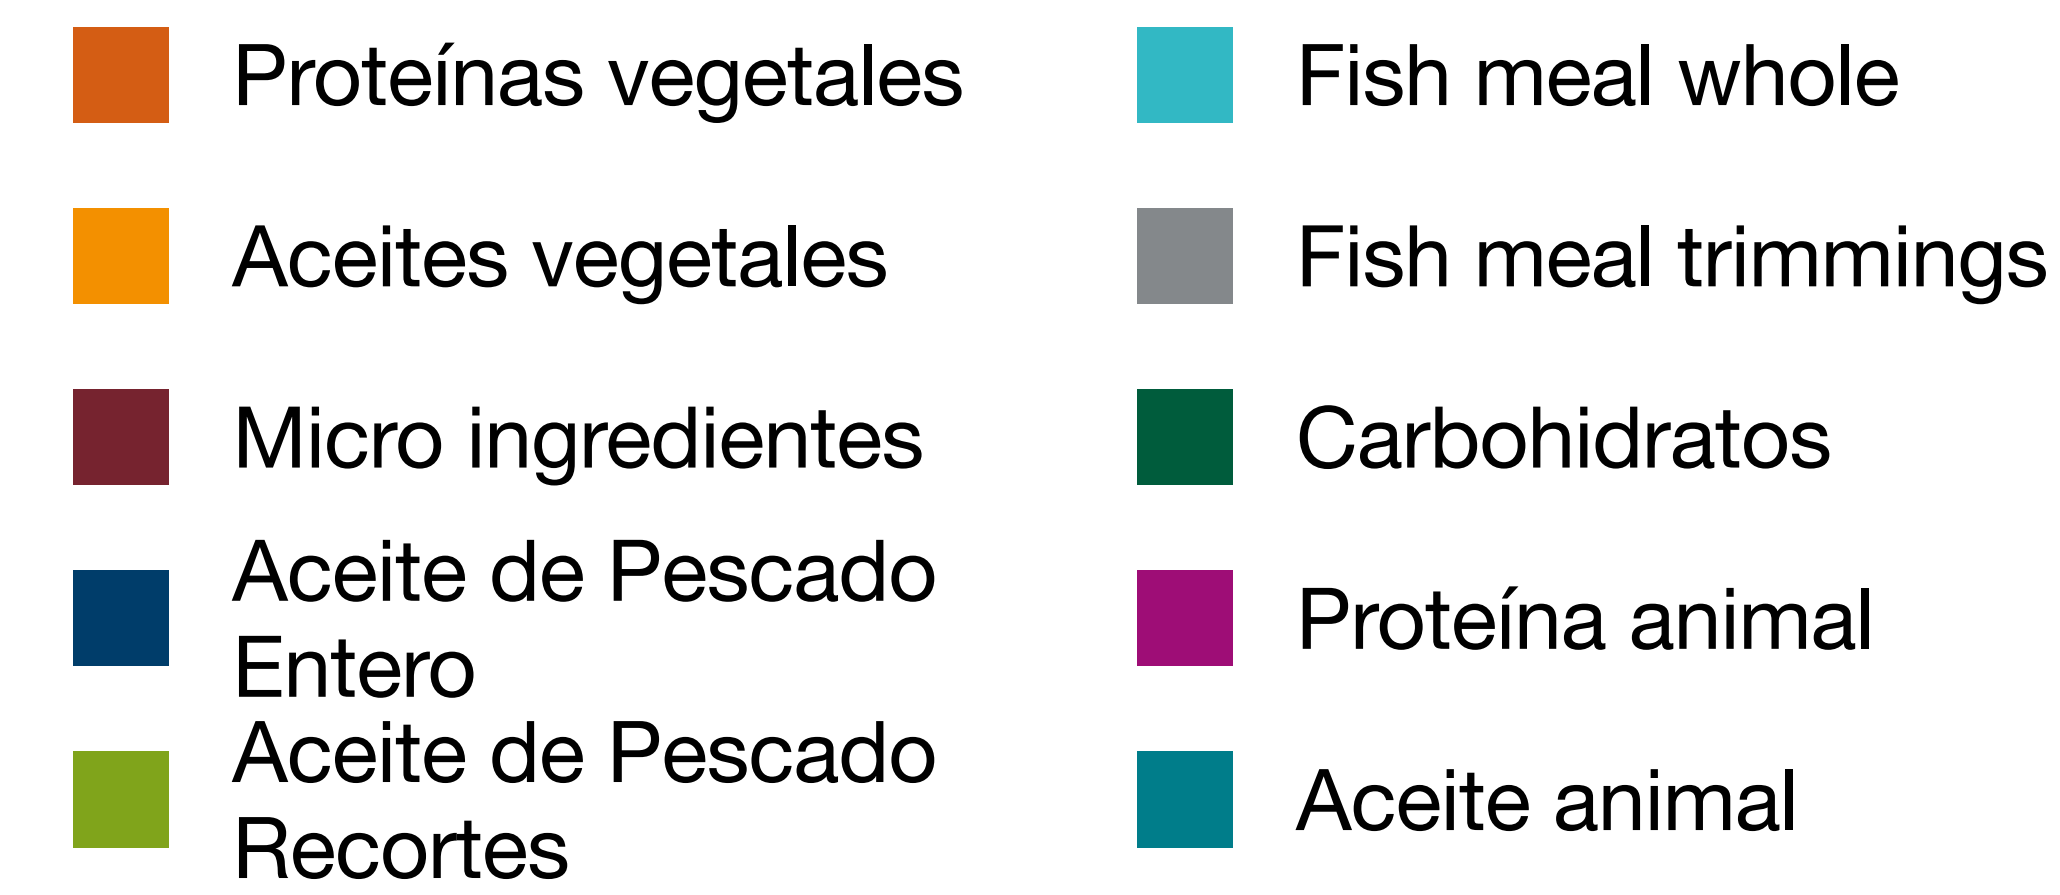 Proteínas vegetales
Aceites vegetales
Micro ingredientes
Aceite de Pescado
Entero
Aceite de Pescado
Recortes
Fish meal whole
Fish meal trimmings
Carbohidratos
Proteína animal
Aceite animal